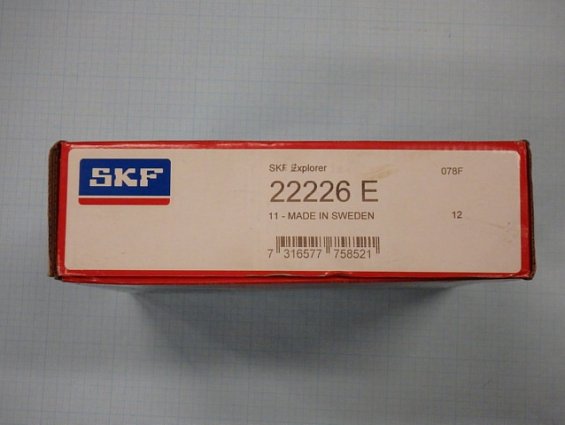 SKF
SKF Explorer
078F
22226 E
11 - MADE IN SWEDEN
12
7 316577 758521